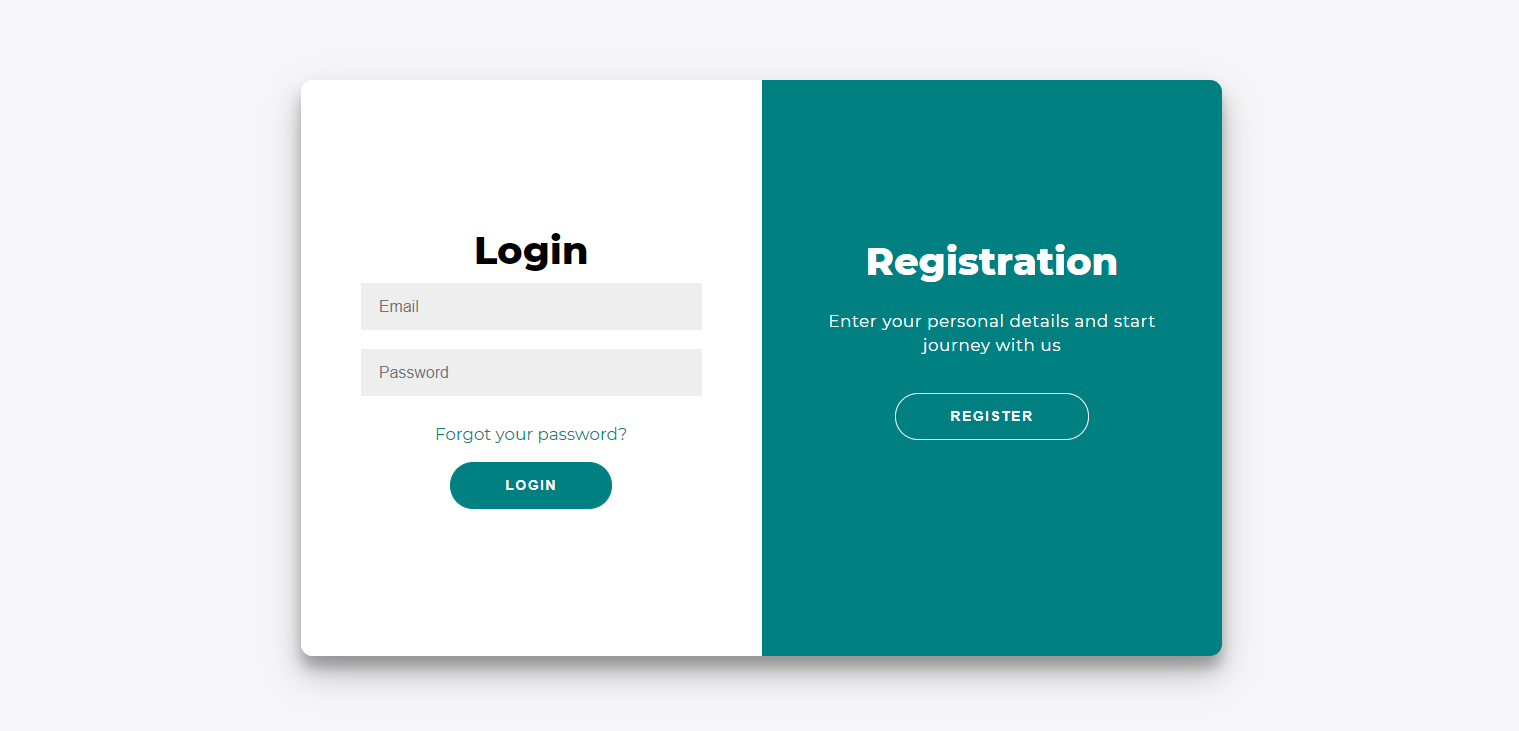 Login
Email
Password
Forgot your password?
LOGIN
Registration
Enter your personal details and start
journey with us
REGISTER